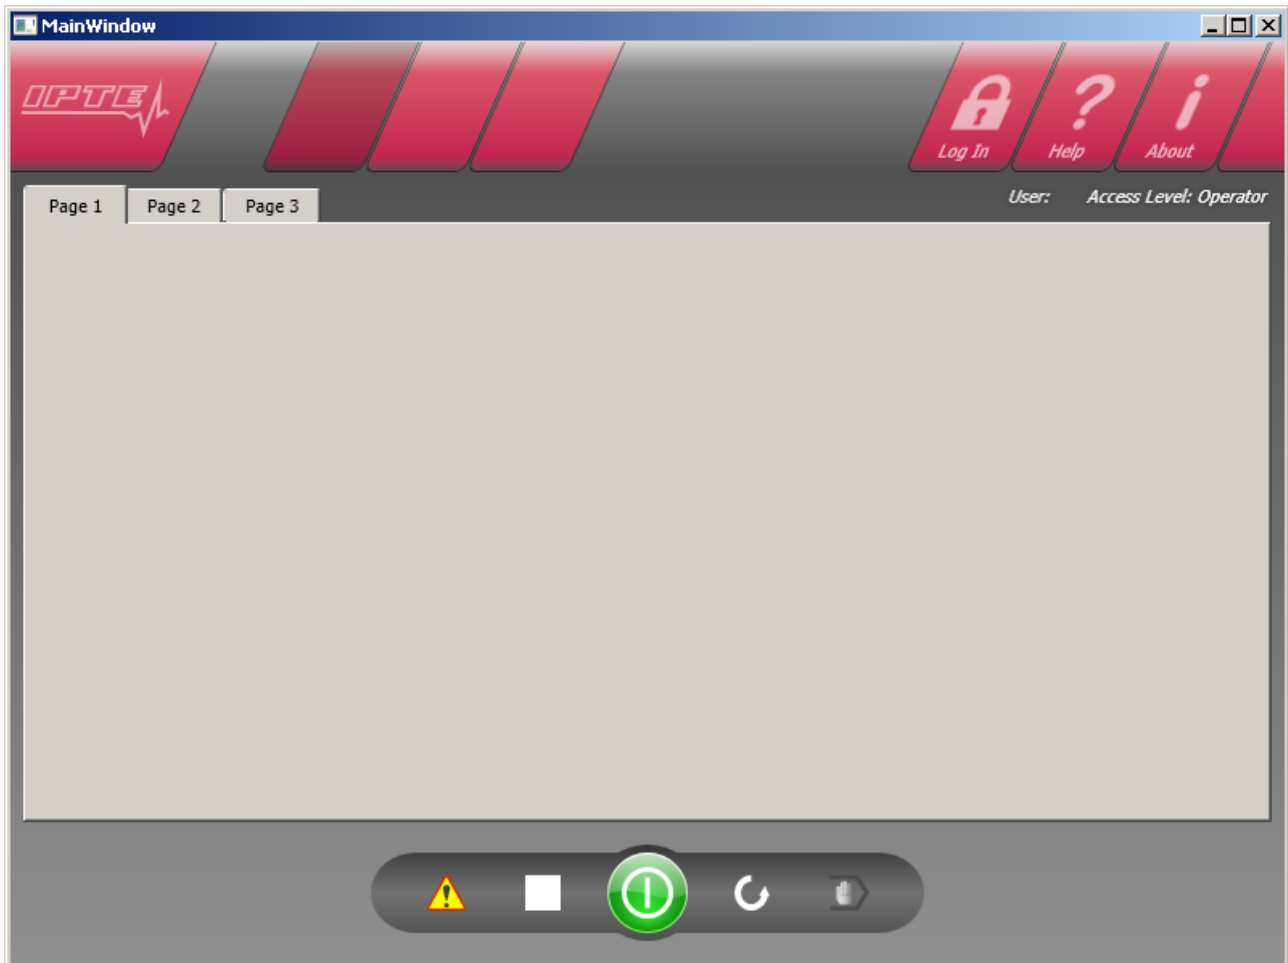 MainWindow
IPTE
Log In
Help
About
Page 1
Page 2
Page 3
User:
Access Level: Operator